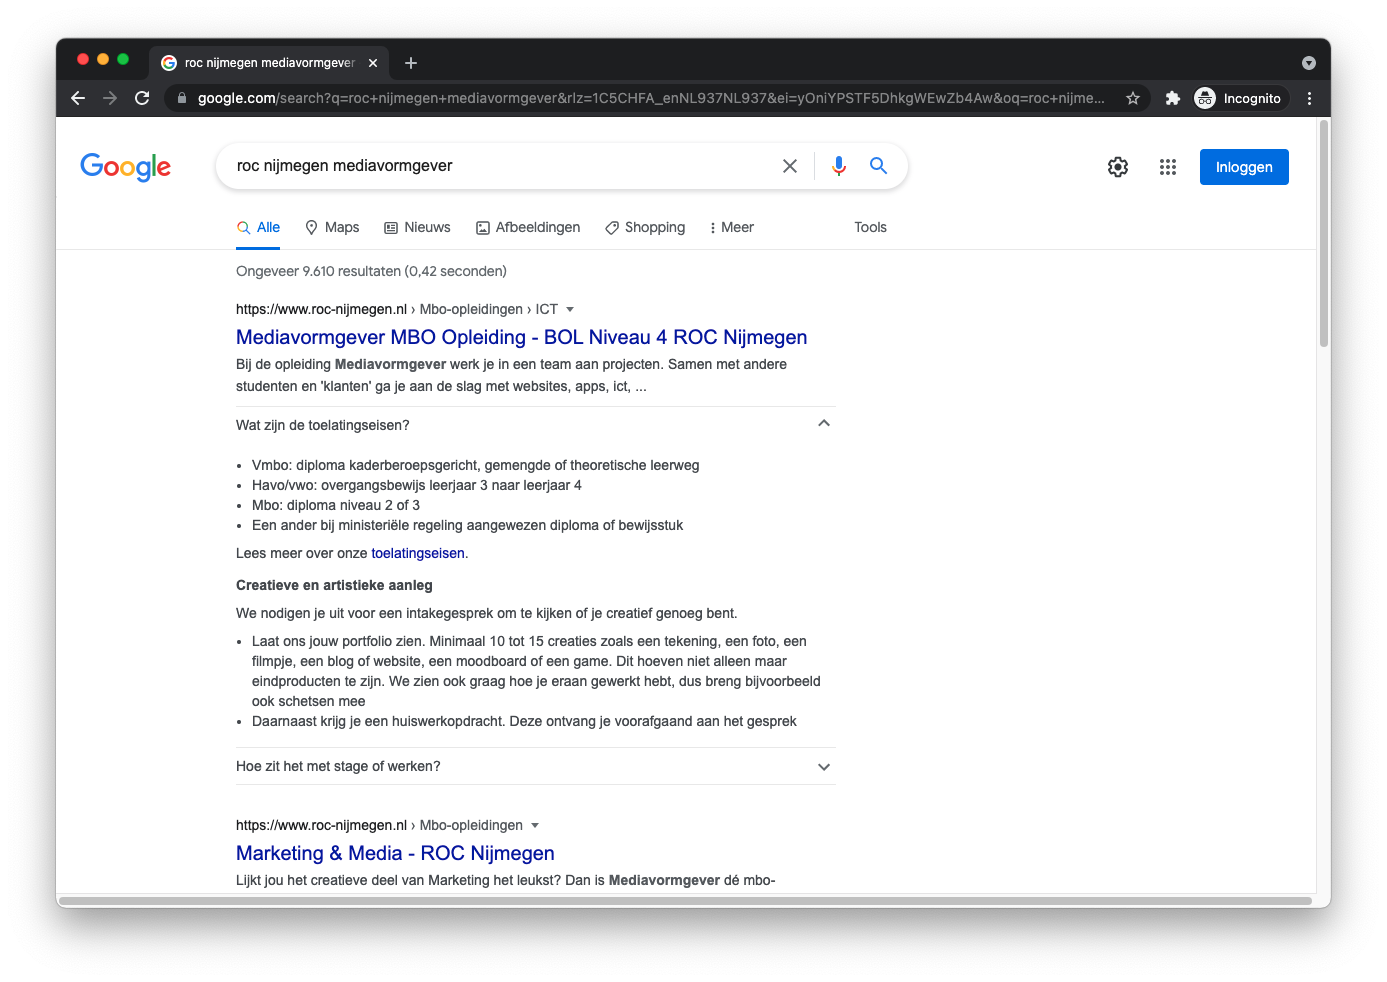 roc nijmegen mediavormgever
google.com/search?q=roc+nijmegen+mediavormgever&rlz=1C5CHFA_enNL937NL937&ei=yOniYPSTF5DhkgWEwZb4Aw&oq=roc+nijme...
Incognito
Google
roc nijmegen mediavormgever
Inloggen
Alle Maps Nieuws Afbeeldingen Shopping Meer Tools
Ongeveer 9.610 resultaten (0,42 seconden)
https://www.roc-nijmegen.nl › Mbo-opleidingen › ICT
Mediavormgever MBO Opleiding - BOL Niveau 4 ROC Nijmegen
Bij de opleiding Mediavormgever werk je in een team aan projecten. Samen met andere
studenten en 'klanten' ga je aan de slag met websites, apps, ict, ...
Wat zijn de toelatingseisen?
• Vmbo: diploma kaderberoepsgericht, gemengde of theoretische leerweg
• Havo/vwo: overgangsbewijs leerjaar 3 naar leerjaar 4
• Mbo: diploma niveau 2 of 3
• Een ander bij ministeriële regeling aangewezen diploma of bewijsstuk
Lees meer over onze toelatingseisen.
Creatieve en artistieke aanleg
We nodigen je uit voor een intakegesprek om te kijken of je creatief genoeg bent.
• Laat ons jouw portfolio zien. Minimaal 10 tot 15 creaties zoals een tekening, een foto, een
filmpje, een blog of website, een moodboard of een game. Dit hoeven niet alleen maar
eindproducten te zijn. We zien ook graag hoe je eraan gewerkt hebt, dus breng bijvoorbeeld
ook schetsen mee
• Daarnaast krijg je een huiswerkopdracht. Deze ontvang je voorafgaand aan het gesprek
Hoe zit het met stage of werken?
https://www.roc-nijmegen.nl › Mbo-opleidingen
Marketing & Media - ROC Nijmegen
Lijkt jou het creatieve deel van Marketing het leukst? Dan is Mediavormgever dé mbo-